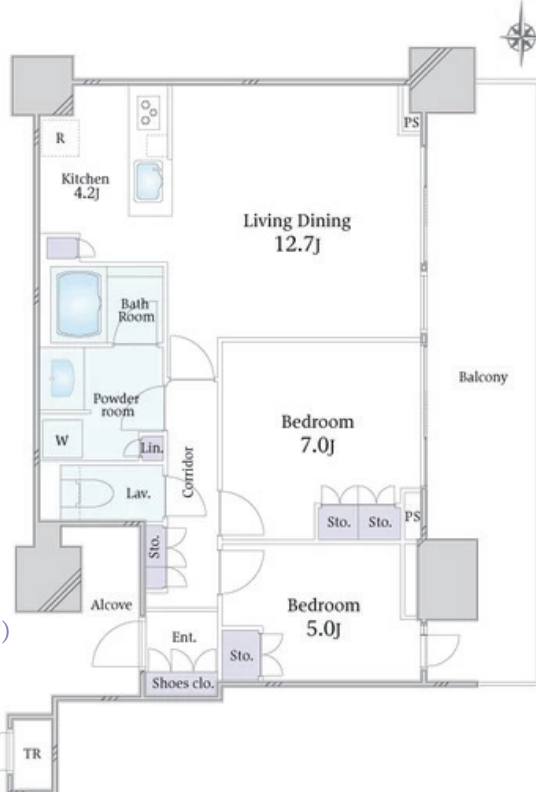 PS
R
Kitchen
4.2J
Living Dining
12.7J
Bath
Room
Balcony
Powder
room
Bedroom
7.0J
W
Lin.
Corridor
Lav.
Sto.
Sto.
PS
Sto.
Alcove
Bedroom
5.0J
)
Ent.
Sto.
Shoes clo.
TR